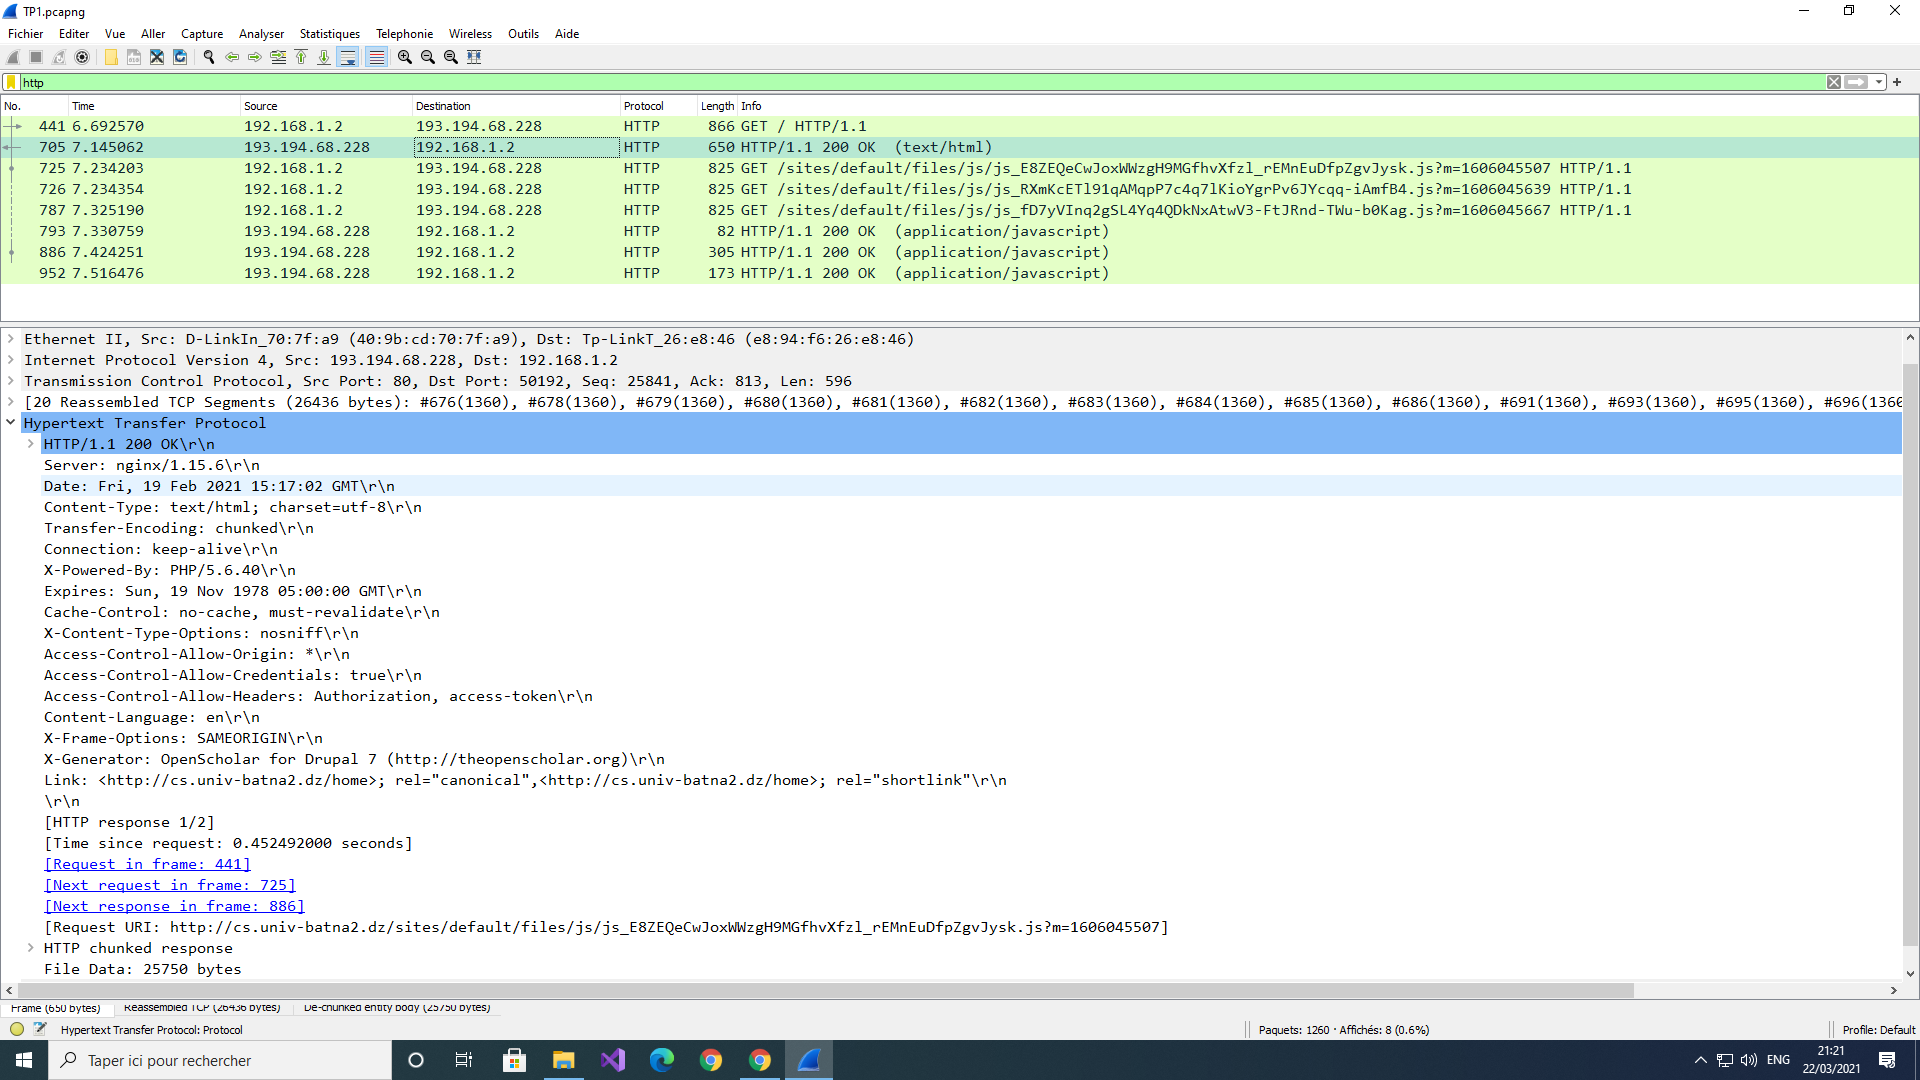 TP1.pcapng
Fichier Editer Vue Aller Capture Analyser Statistiques Telephonie Wireless Outils Aide
http
No. Time Source Destination Protocol Length Info
441 6.692570 192.168.1.2 193.194.68.228 HTTP 866 GET / HTTP/1.1
705 7.145062 193.194.68.228 192.168.1.2 HTTP 650 HTTP/1.1 200 OK (text/html)
725 7.234203 192.168.1.2 193.194.68.228 HTTP 825 GET /sites/default/files/js/js_E8ZEQeCwJoxWWzgH9MGfhvXfzl_rEMnEuDfpZgvJysk.js?m=1606045507 HTTP/1.1
726 7.234354 192.168.1.2 193.194.68.228 HTTP 825 GET /sites/default/files/js/js_RXmKcETl91qAMqpP7c4q7lKioYgrPv6JYcqq-iAmfB4.js?m=1606045639 HTTP/1.1
787 7.325190 192.168.1.2 193.194.68.228 HTTP 825 GET /sites/default/files/js/js_fD7yVInq2gSL4Yq4QDkNxAtwV3-FtJRnd-TWu-b0Kag.js?m=1606045667 HTTP/1.1
793 7.330759 193.194.68.228 192.168.1.2 HTTP 82 HTTP/1.1 200 OK (application/javascript)
886 7.424251 193.194.68.228 192.168.1.2 HTTP 305 HTTP/1.1 200 OK (application/javascript)
952 7.516476 193.194.68.228 192.168.1.2 HTTP 173 HTTP/1.1 200 OK (application/javascript)
Ethernet II, Src: D-LinkIn_70:7f:a9 (40:9b:cd:70:7f:a9), Dst: Tp-LinkT_26:e8:46 (e8:94:f6:26:e8:46)
Internet Protocol Version 4, Src: 193.194.68.228, Dst: 192.168.1.2
Transmission Control Protocol, Src Port: 80, Dst Port: 50192, Seq: 25841, Ack: 813, Len: 596
[20 Reassembled TCP Segments (26436 bytes): #676(1360), #678(1360), #679(1360), #680(1360), #681(1360), #682(1360), #683(1360), #684(1360), #685(1360), #686(1360), #691(1360), #693(1360), #695(1360), #696(1360
Hypertext Transfer Protocol
HTTP/1.1 200 OK\r\n
Server: nginx/1.15.6\r\n
Date: Fri, 19 Feb 2021 15:17:02 GMT\r\n
Content-Type: text/html; charset=utf-8\r\n
Transfer-Encoding: chunked\r\n
Connection: keep-alive\r\n
X-Powered-By: PHP/5.6.40\r\n
Expires: Sun, 19 Nov 1978 05:00:00 GMT\r\n
Cache-Control: no-cache, must-revalidate\r\n
X-Content-Type-Options: nosniff\r\n
Access-Control-Allow-Origin: *\r\n
Access-Control-Allow-Credentials: true\r\n
Access-Control-Allow-Headers: Authorization, access-token\r\n
Content-Language: en\r\n
X-Frame-Options: SAMEORIGIN\r\n
X-Generator: OpenScholar for Drupal 7 (http://theopenscholar.org)\r\n
Link: <http://cs.univ-batna2.dz/home>; rel="canonical",<http://cs.univ-batna2.dz/home>; rel="shortlink"\r\n
\r\n
[HTTP response 1/2]
[Time since request: 0.452492000 seconds]
[Request in frame: 441]
[Next request in frame: 725]
[Next response in frame: 886]
[Request URI: http://cs.univ-batna2.dz/sites/default/files/js/js_E8ZEQeCwJoxWWzgH9MGfhvXfzl_rEMnEuDfpZgvJysk.js?m=1606045507]
HTTP chunked response
File Data: 25750 bytes
Frame (650 bytes) Reassembled TCP (26436 bytes) De-chunked entity body (25750 bytes)
Hypertext Transfer Protocol: Protocol Paquets: 1260 · Affichés: 8 (0.6%) Profile: Default
Taper ici pour rechercher ENG 21:21
22/03/2021